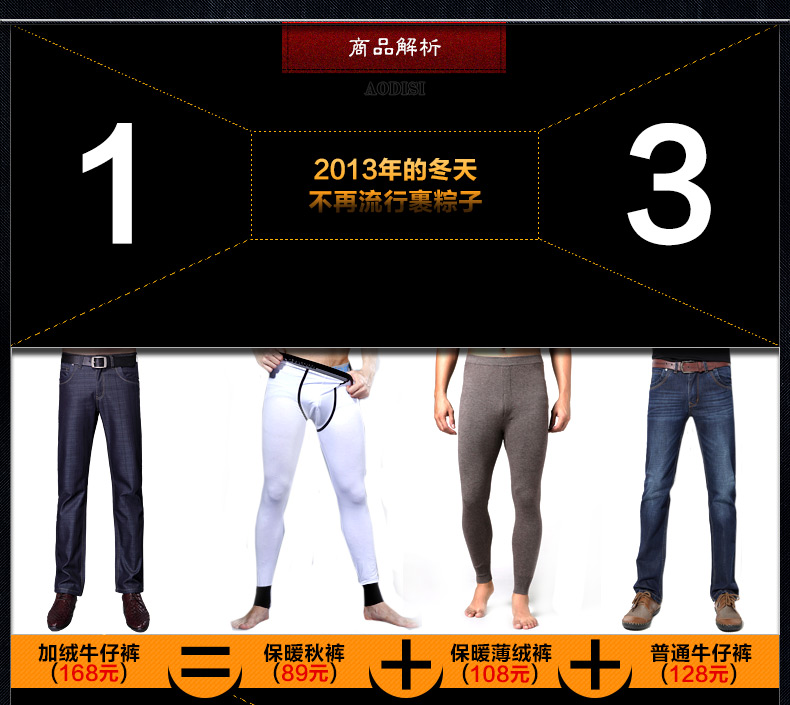 商品解析
AODISI
1
3
2013年的冬天
不再流行裹粽子
加绒牛仔裤
(168元)
=
保暖秋裤
(89元)
+
保暖薄绒裤
(108元)
+
普通牛仔裤
(128元)